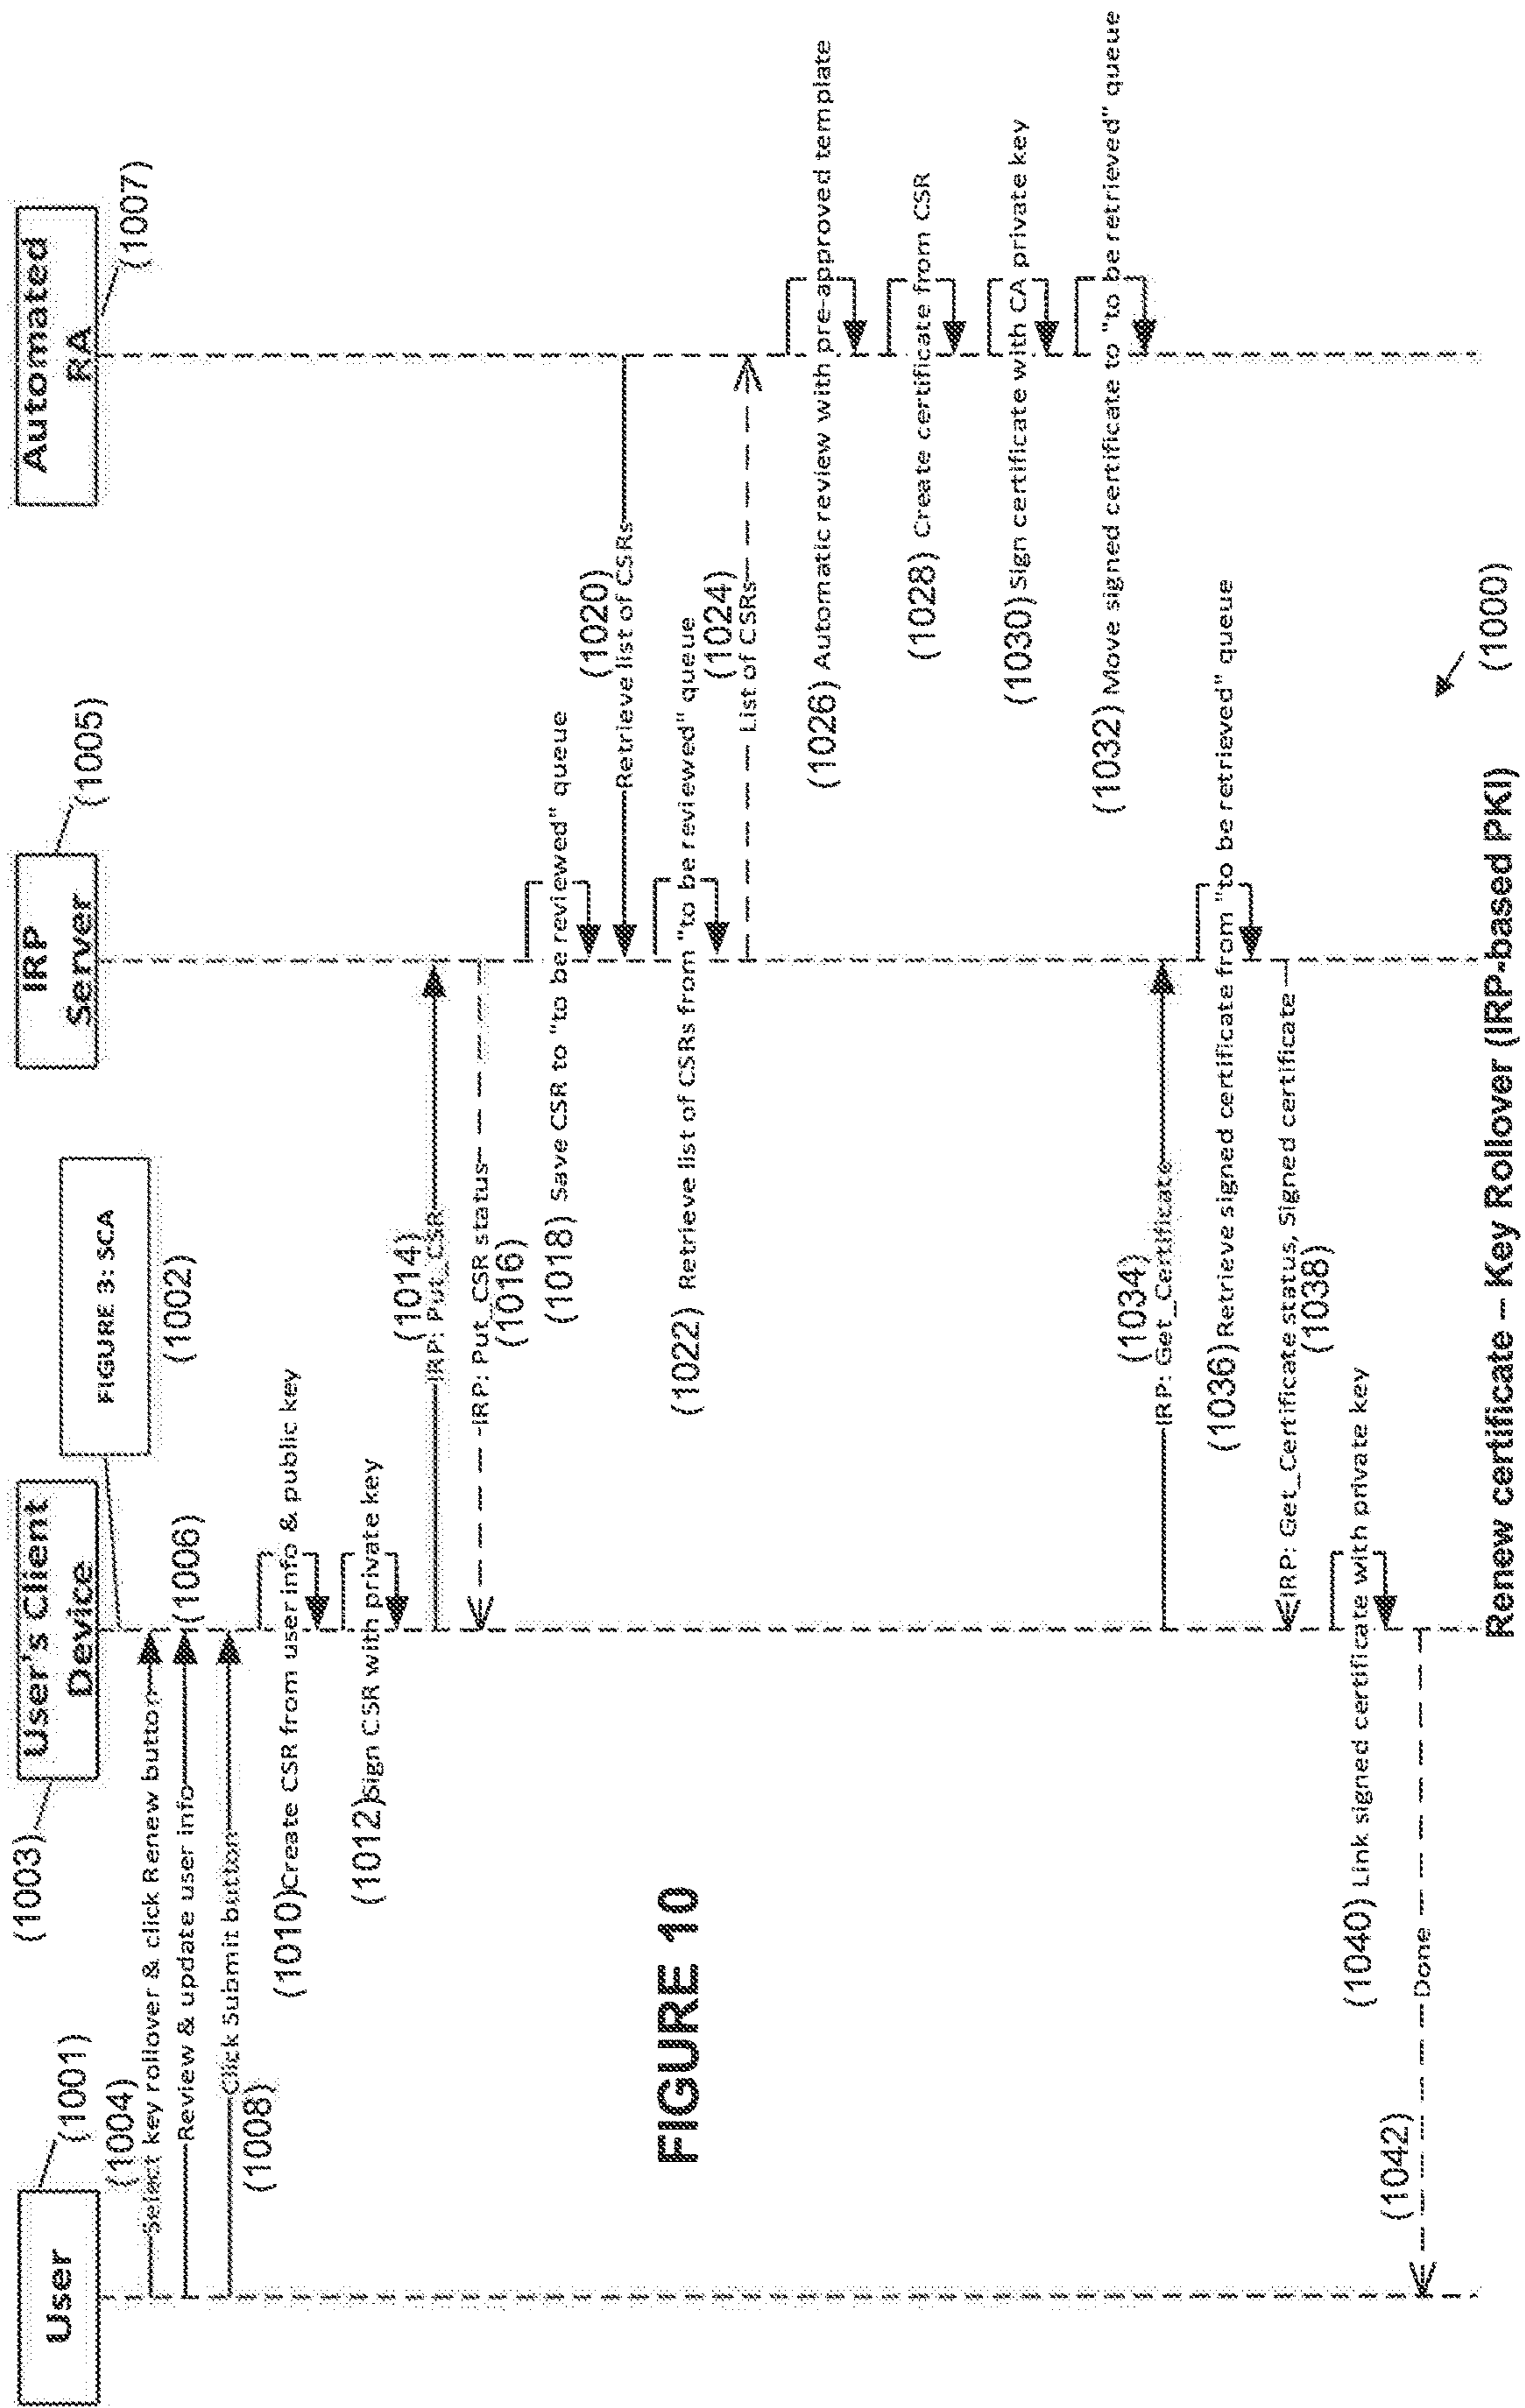 User
(1001)
(1003)
User's Client
Device
FIGURE 3: SCA
(1002)
IRP
Server
(1005)
Automated
RA
(1007)
(1004)
Select key rollover & click Renew button
Review & update user info
(1006)
Click Submit button
(1008)
(1010) Create CSR from user info & public key
(1012) Sign CSR with private key
(1014)
IRP: Put_CSR
IRP: Put_CSR status
(1016)
(1018) Save CSR to "to be reviewed" queue
(1020)
Retrieve list of CSRs
(1022) Retrieve list of CSRs from "to be reviewed" queue
(1024)
List of CSRs
(1026) Automatic review with pre-approved template
(1028) Create certificate from CSR
(1030) Sign certificate with CA private key
(1032) Move signed certificate to "to be retrieved" queue
(1034)
IRP: Get_Certificate
(1036) Retrieve signed certificate from "to be retrieved" queue
IRP: Get_Certificate status, Signed certificate
(1038)
(1040) Link signed certificate with private key
(1042)
Done
FIGURE 10
(1000)
Renew certificate – Key Rollover (IRP-based PKI)